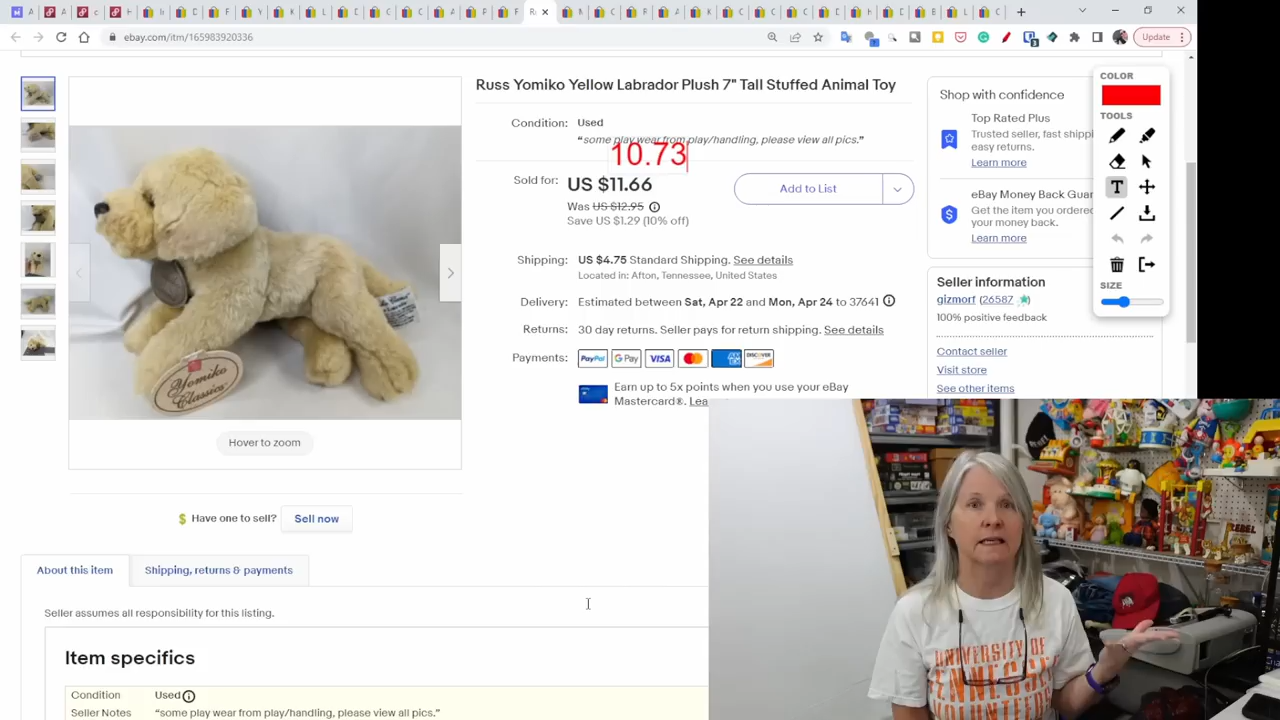 ebay.com/itm/165983920336
Update
Russ Yomiko Yellow Labrador Plush 7" Tall Stuffed Animal Toy
Condition: Used
“some play wear from play/handling, please view all pics.”
10.73
Sold for: US $11.66
Was US $12.95
Save US $1.29 (10% off)
Add to List
Shipping: US $4.75 Standard Shipping. See details
Located in: Afton, Tennessee, United States
Delivery: Estimated between Sat, Apr 22 and Mon, Apr 24 to 37641
Returns: 30 day returns. Seller pays for return shipping. See details
Payments: PayPal G Pay VISA DISCOVER
Earn up to 5x points when you use your eBay
Mastercard®. Lea
Shop with confidence
Top Rated Plus
Trusted seller, fast shippi
easy returns.
Learn more
eBay Money Back Guar
Get the item you ordered
your money back.
Learn more
Seller information
gizmorf (26587
100% positive feedback
Contact seller
Visit store
See other items
COLOR
TOOLS
T
SIZE
Yomiko
Classics
Hover to zoom
$ Have one to sell? Sell now
About this item
Shipping, returns & payments
Seller assumes all responsibility for this listing.
Item specifics
Condition Used
Seller Notes “some play wear from play/handling, please view all pics.”
UNIVERSITY OF
TENNESSEE
VOLUNTEERS